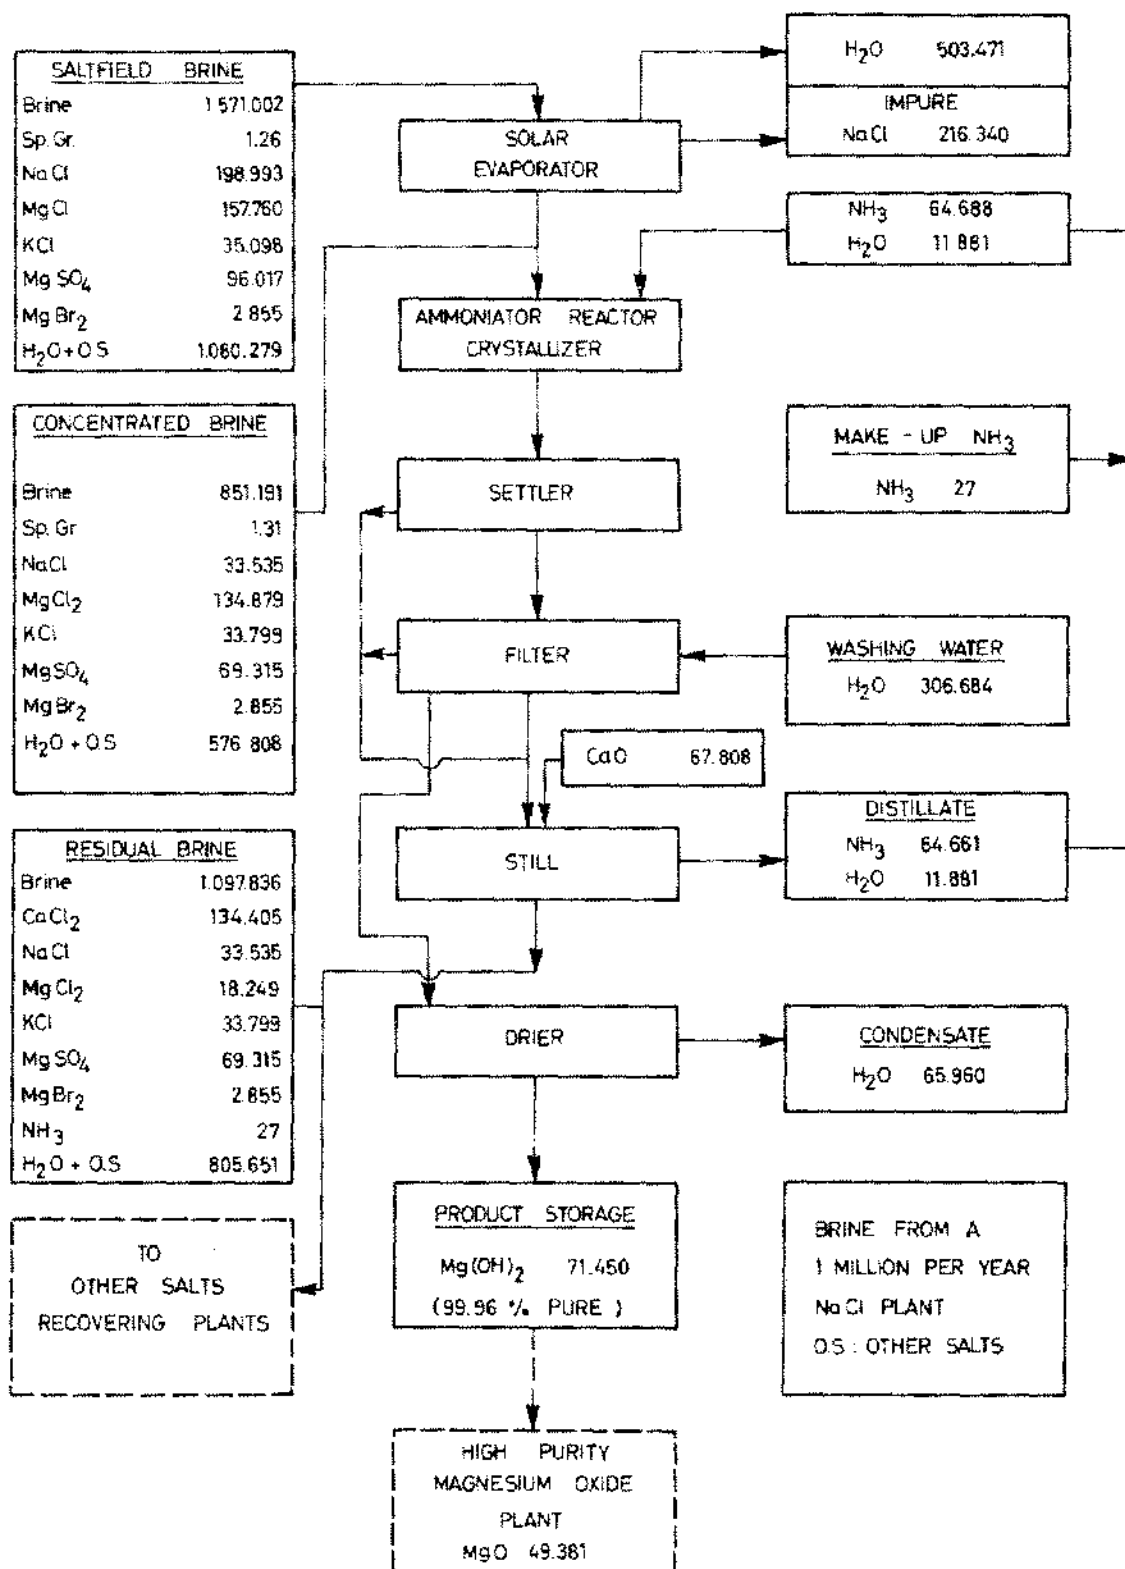 SALTFIELD BRINE
Brine 1 571.002
Sp. Gr. 1.26
NaCl 198.993
MgCl 157.760
KCl 35.098
MgSO4 96.017
MgBr2 2 855
H2O+O S 1.080.279
SOLAR
EVAPORATOR
H2O 503.471
IMPURE
NaCl 216.340
NH3 64.688
H2O 11 881
AMMONIATOR REACTOR
CRYSTALLIZER
CONCENTRATED BRINE
Brine 851.191
Sp. Gr 1.31
NaCl 33.535
MgCl2 134.879
KCl 33.799
MgSO4 69.315
MgBr2 2.855
H2O + O.S 576 808
SETTLER
MAKE - UP NH3
NH3 27
FILTER
WASHING WATER
H2O 306.684
CaO 67.808
STILL
DISTILLATE
NH3 64.661
H2O 11.881
RESIDUAL BRINE
Brine 1.097.836
CaCl2 134.405
NaCl 33.535
MgCl2 18.249
KCl 33.799
MgSO4 69.315
MgBr2 2.855
NH3 27
H2O + O.S 805.651
DRIER
CONDENSATE
H2O 65.960
TO
OTHER SALTS
RECOVERING PLANTS
PRODUCT STORAGE
Mg(OH)2 71.450
(99.96 % PURE )
BRINE FROM A
1 MILLION PER YEAR
NaCl PLANT
O.S : OTHER SALTS
HIGH PURITY
MAGNESIUM OXIDE
PLANT
MgO 49.381